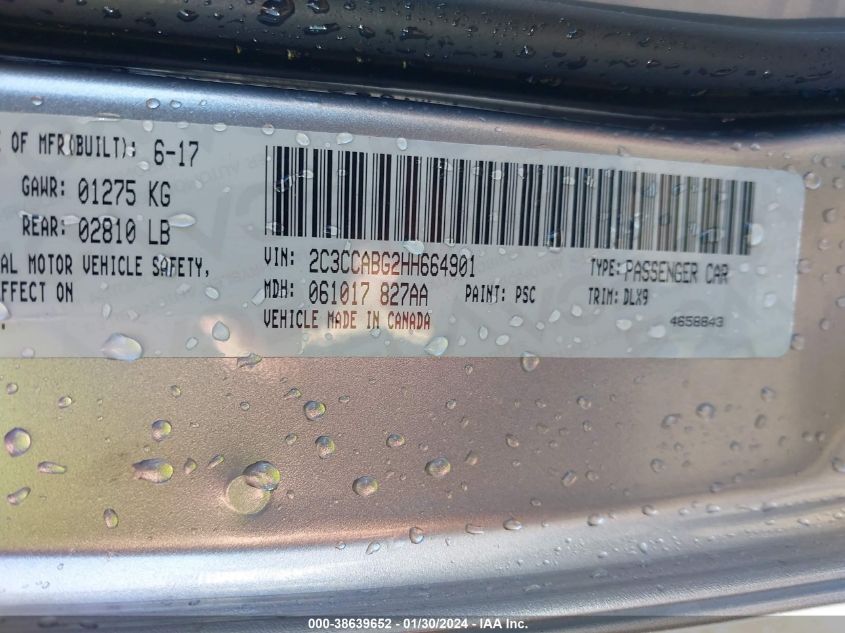 E OF MFR(BUILT): 6-17
GAWR: 01275 KG
REAR: 02810 LB
AL MOTOR VEHICLE SAFETY,
EFFECT ON
VIN: 2C3CCABG2HH664901 TYPE: PASSENGER CAR
MDH: 061017 827AA PAINT: PSC TRIM: DLX9
VEHICLE MADE IN CANADA 4658843
000-38639652 - 01/30/2024 - IAA Inc.